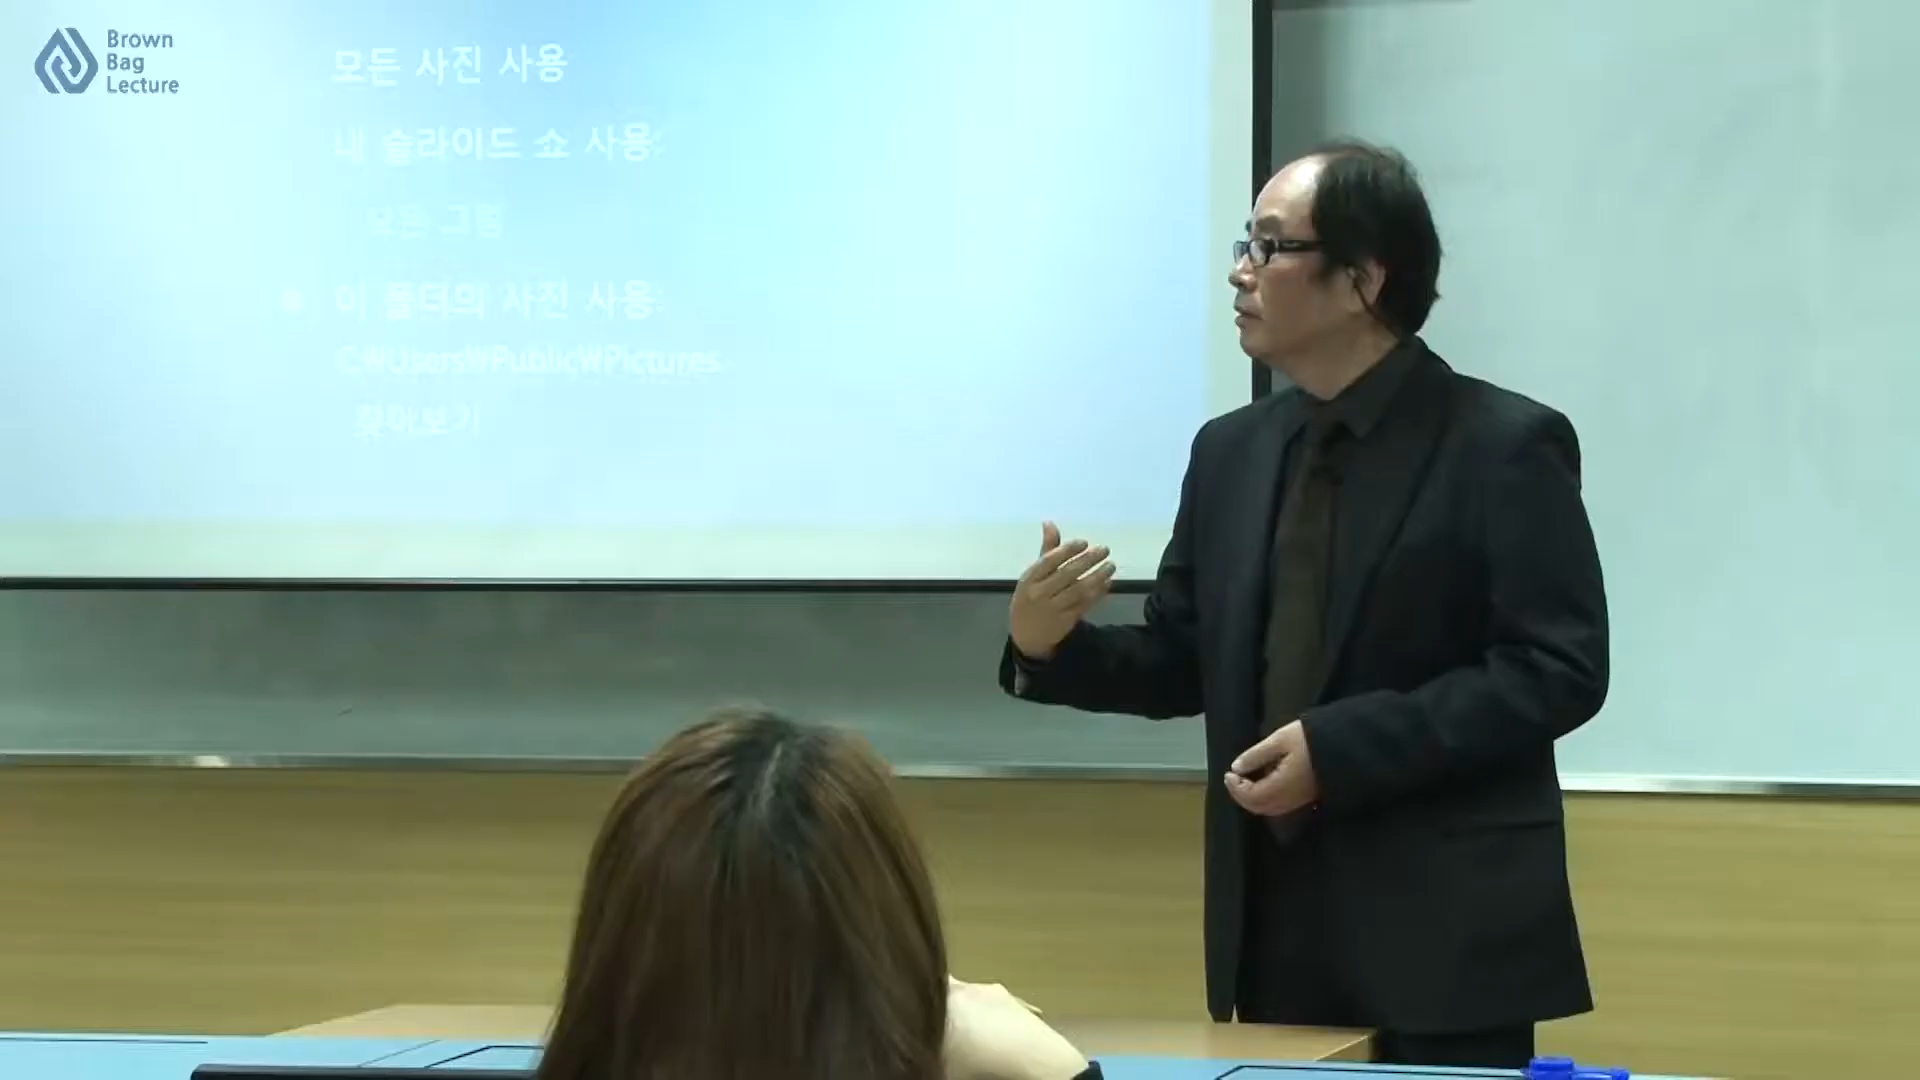 Brown
Bag
Lecture
모든 사진 사용
내 슬라이드 쇼 사용:
모든 그림
이 폴더의 사진 사용:
C:₩Users₩Public₩Pictures
찾아보기